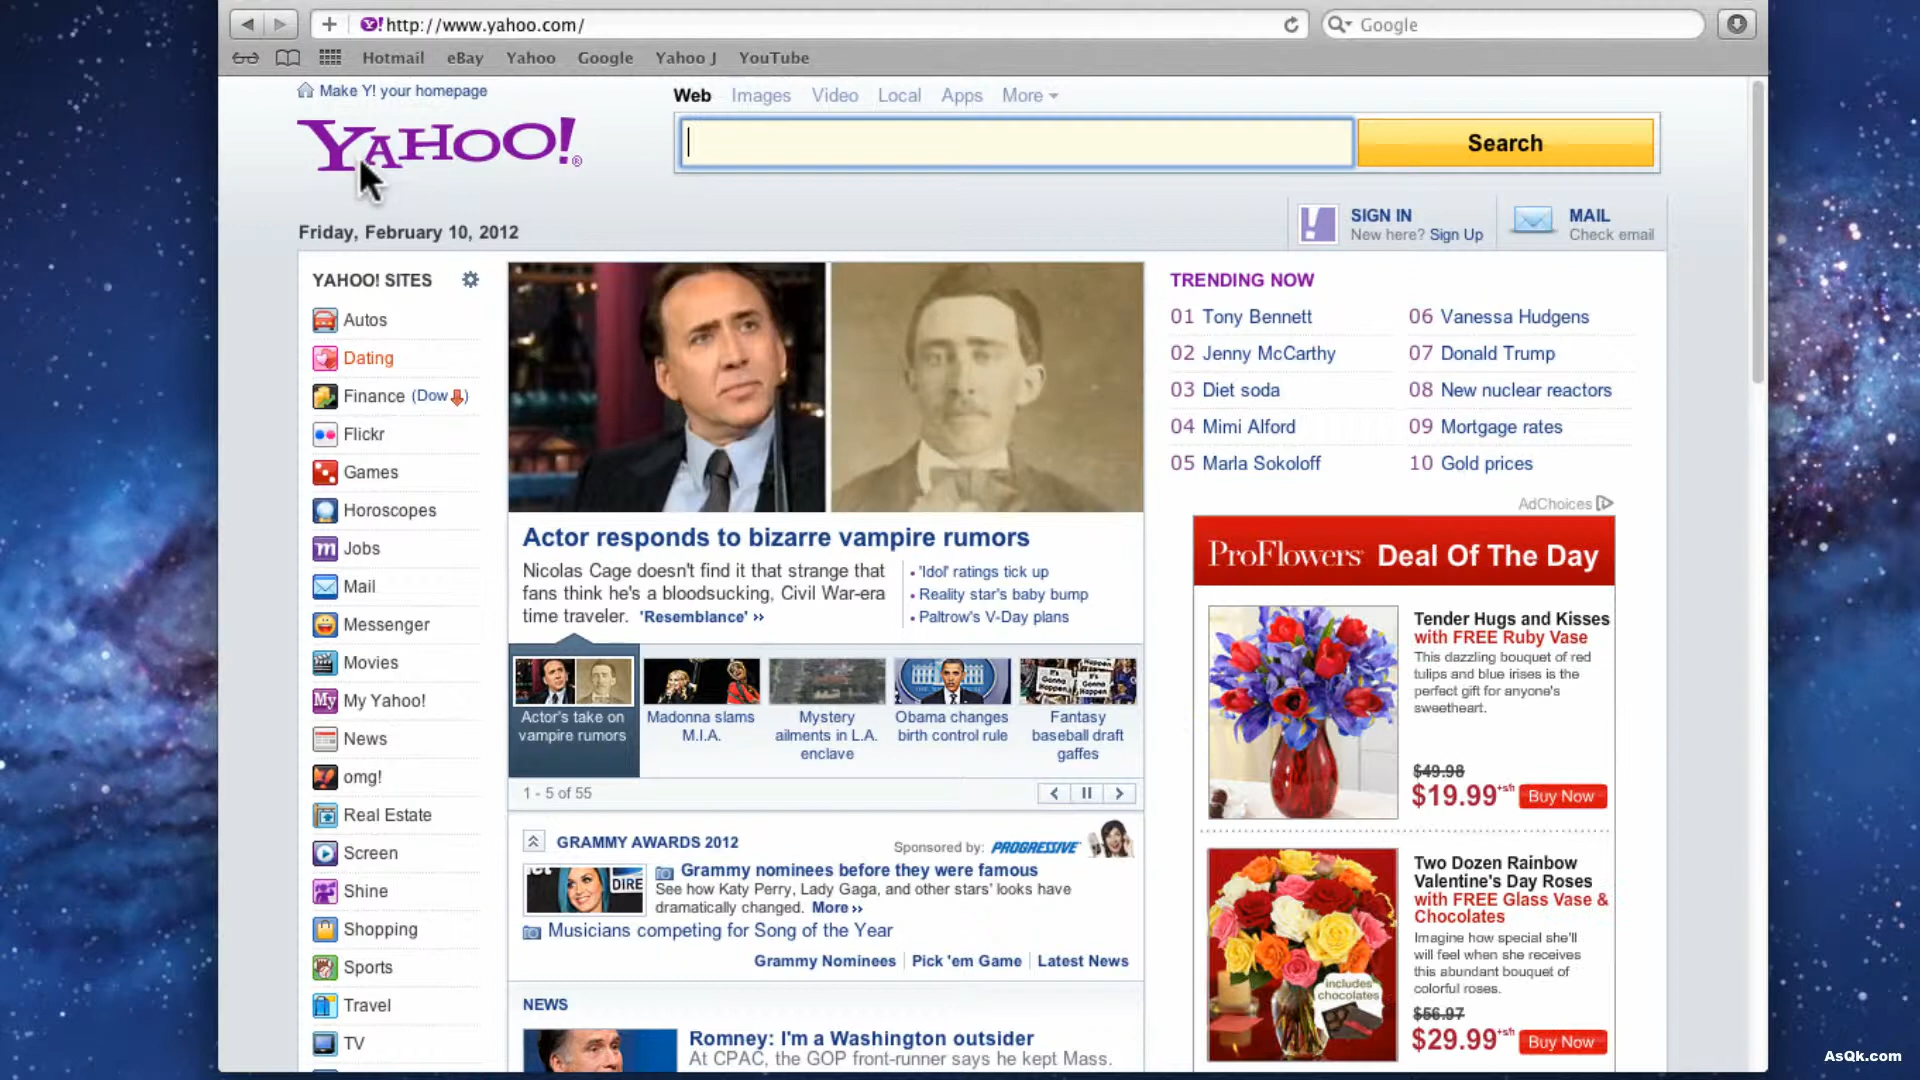 http://www.yahoo.com/
Google
Hotmail eBay Yahoo Google Yahoo J YouTube
Make Y! your homepage
YAHOO!®
Web Images Video Local Apps More
Search
Friday, February 10, 2012
SIGN IN
New here? Sign Up
MAIL
Check email
YAHOO! SITES
Autos
Dating
Finance (Dow)
Flickr
Games
Horoscopes
Jobs
Mail
Messenger
Movies
My Yahoo!
News
omg!
Real Estate
Screen
Shine
Shopping
Sports
Travel
TV
Actor responds to bizarre vampire rumors
Nicolas Cage doesn't find it that strange that
fans think he's a bloodsucking, Civil War-era
time traveler. 'Resemblance' ››
• 'Idol' ratings tick up
• Reality star's baby bump
• Paltrow's V-Day plans
Actor's take on
vampire rumors
Madonna slams
M.I.A.
Mystery
ailments in L.A.
enclave
Obama changes
birth control rule
Fantasy
baseball draft
gaffes
1 - 5 of 55
GRAMMY AWARDS 2012
Sponsored by: PROGRESSIVE
DIRE
Grammy nominees before they were famous
See how Katy Perry, Lady Gaga, and other stars' looks have
dramatically changed. More ››
Musicians competing for Song of the Year
Grammy Nominees Pick 'em Game Latest News
NEWS
Romney: I'm a Washington outsider
At CPAC, the GOP front-runner says he kept Mass.
TRENDING NOW
01 Tony Bennett
02 Jenny McCarthy
03 Diet soda
04 Mimi Alford
05 Marla Sokoloff
06 Vanessa Hudgens
07 Donald Trump
08 New nuclear reactors
09 Mortgage rates
10 Gold prices
AdChoices
ProFlowers Deal Of The Day
Tender Hugs and Kisses
with FREE Ruby Vase
This dazzling bouquet of red
tulips and blue irises is the
perfect gift for anyone's
sweetheart.
$49.98
$19.99+sh Buy Now
Two Dozen Rainbow
Valentine's Day Roses
with FREE Glass Vase &
Chocolates
Imagine how special she'll
will feel when she receives
this abundant bouquet of
colorful roses.
includes
chocolates
$56.97
$29.99+sh Buy Now
AsQk.com